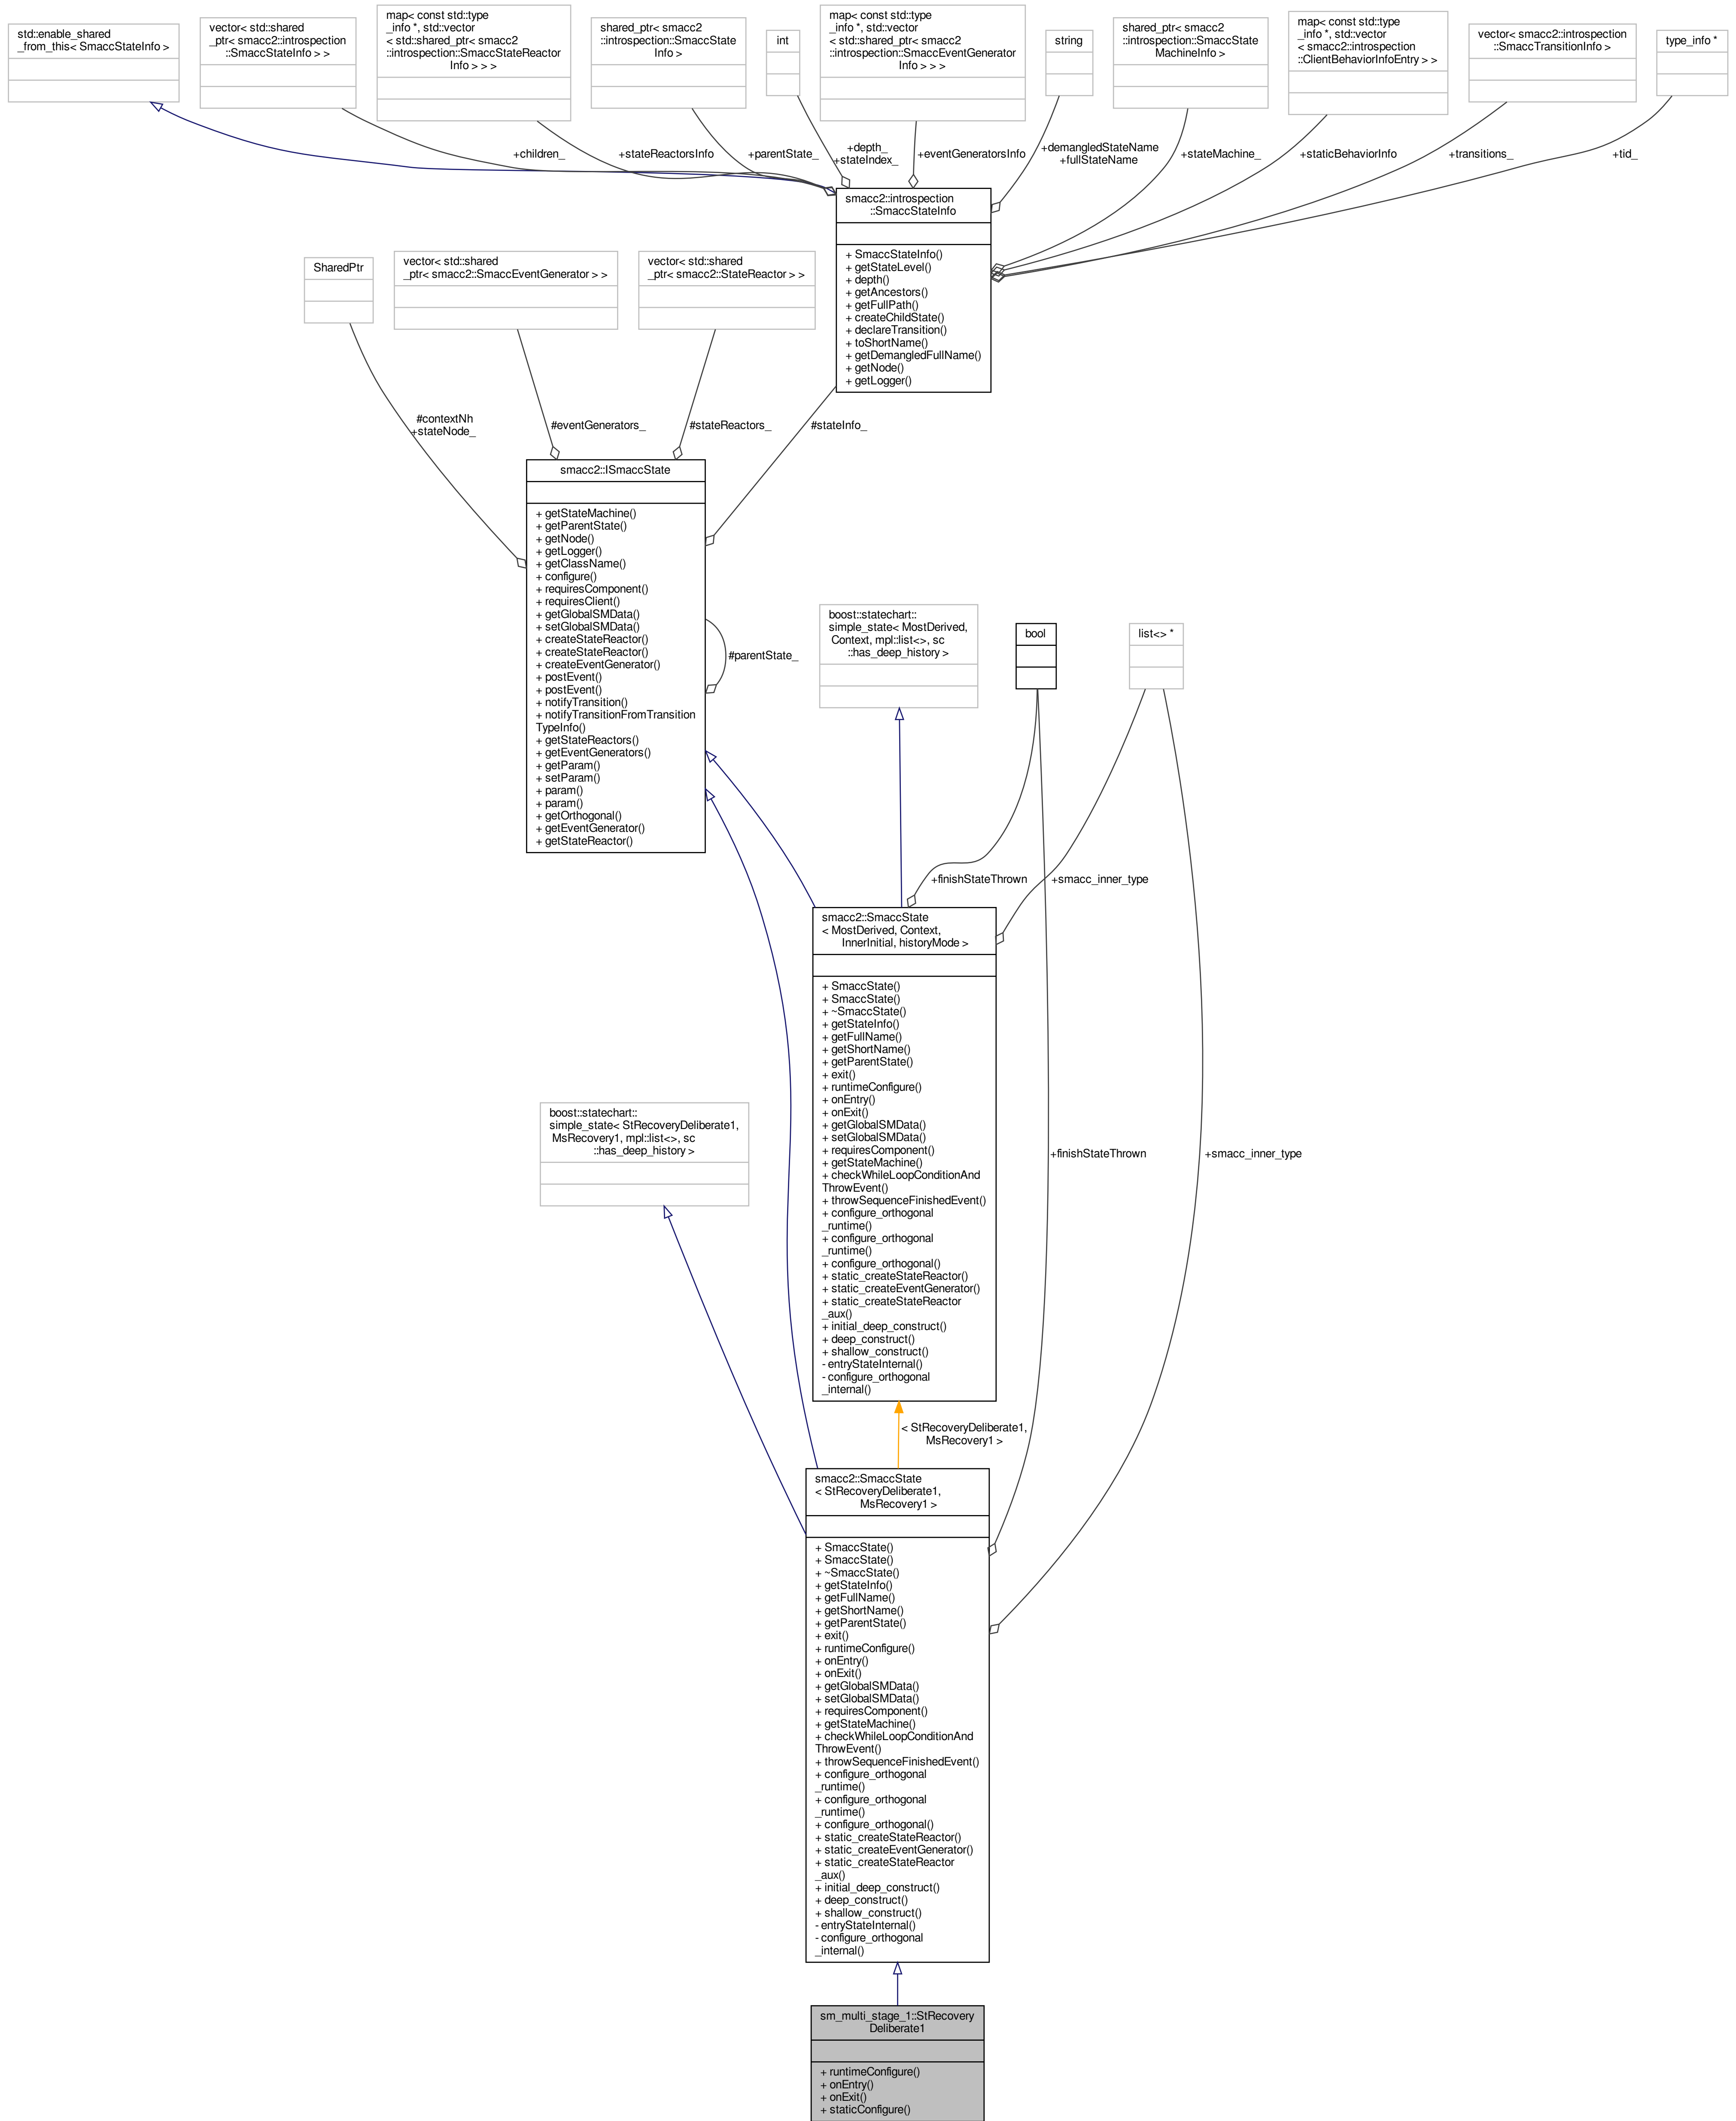 std::enable_shared
_from_this< SmaccStateInfo >
vector< std::shared
_ptr< smacc2::introspection
::SmaccStateInfo > >
map< const std::type
_info *, std::vector
< std::shared_ptr< smacc2
::introspection::SmaccStateReactor
Info > > >
shared_ptr< smacc2
::introspection::SmaccState
Info >
int
map< const std::type
_info *, std::vector
< std::shared_ptr< smacc2
::introspection::SmaccEventGenerator
Info > > >
string
shared_ptr< smacc2
::introspection::SmaccState
MachineInfo >
map< const std::type
_info *, std::vector
< smacc2::introspection
::ClientBehaviorInfoEntry > >
vector< smacc2::introspection
::SmaccTransitionInfo >
type_info *
+children_
+stateReactorsInfo
+parentState_
+depth_
+stateIndex_
+eventGeneratorsInfo
+demangledStateName
+fullStateName
+stateMachine_
+staticBehaviorInfo
+transitions_
+tid_
smacc2::introspection
::SmaccStateInfo
+ SmaccStateInfo()
+ getStateLevel()
+ depth()
+ getAncestors()
+ getFullPath()
+ createChildState()
+ declareTransition()
+ toShortName()
+ getDemangledFullName()
+ getNode()
+ getLogger()
SharedPtr
vector< std::shared
_ptr< smacc2::SmaccEventGenerator > >
vector< std::shared
_ptr< smacc2::StateReactor > >
#contextNh
+stateNode_
#eventGenerators_
#stateReactors_
#stateInfo_
smacc2::ISmaccState
+ getStateMachine()
+ getParentState()
+ getNode()
+ getLogger()
+ getClassName()
+ configure()
+ requiresComponent()
+ requiresClient()
+ getGlobalSMData()
+ setGlobalSMData()
+ createStateReactor()
+ createStateReactor()
+ createEventGenerator()
+ postEvent()
+ postEvent()
+ notifyTransition()
+ notifyTransitionFromTransition
TypeInfo()
+ getStateReactors()
+ getEventGenerators()
+ getParam()
+ setParam()
+ param()
+ param()
+ getOrthogonal()
+ getEventGenerator()
+ getStateReactor()
#parentState_
boost::statechart::
simple_state< MostDerived,
Context, mpl::list<>, sc
::has_deep_history >
bool
list<> *
+finishStateThrown
+smacc_inner_type
smacc2::SmaccState
< MostDerived, Context,
InnerInitial, historyMode >
+ SmaccState()
+ SmaccState()
+ ~SmaccState()
+ getStateInfo()
+ getFullName()
+ getShortName()
+ getParentState()
+ exit()
+ runtimeConfigure()
+ onEntry()
+ onExit()
+ getGlobalSMData()
+ setGlobalSMData()
+ requiresComponent()
+ getStateMachine()
+ checkWhileLoopConditionAnd
ThrowEvent()
+ throwSequenceFinishedEvent()
+ configure_orthogonal
_runtime()
+ configure_orthogonal
_runtime()
+ configure_orthogonal()
+ static_createStateReactor()
+ static_createEventGenerator()
+ static_createStateReactor
_aux()
+ initial_deep_construct()
+ deep_construct()
+ shallow_construct()
- entryStateInternal()
- configure_orthogonal
_internal()
boost::statechart::
simple_state< StRecoveryDeliberate1,
MsRecovery1, mpl::list<>, sc
::has_deep_history >
+finishStateThrown
+smacc_inner_type
< StRecoveryDeliberate1,
MsRecovery1 >
smacc2::SmaccState
< StRecoveryDeliberate1,
MsRecovery1 >
+ SmaccState()
+ SmaccState()
+ ~SmaccState()
+ getStateInfo()
+ getFullName()
+ getShortName()
+ getParentState()
+ exit()
+ runtimeConfigure()
+ onEntry()
+ onExit()
+ getGlobalSMData()
+ setGlobalSMData()
+ requiresComponent()
+ getStateMachine()
+ checkWhileLoopConditionAnd
ThrowEvent()
+ throwSequenceFinishedEvent()
+ configure_orthogonal
_runtime()
+ configure_orthogonal
_runtime()
+ configure_orthogonal()
+ static_createStateReactor()
+ static_createEventGenerator()
+ static_createStateReactor
_aux()
+ initial_deep_construct()
+ deep_construct()
+ shallow_construct()
- entryStateInternal()
- configure_orthogonal
_internal()
sm_multi_stage_1::StRecovery
Deliberate1
+ runtimeConfigure()
+ onEntry()
+ onExit()
+ staticConfigure()